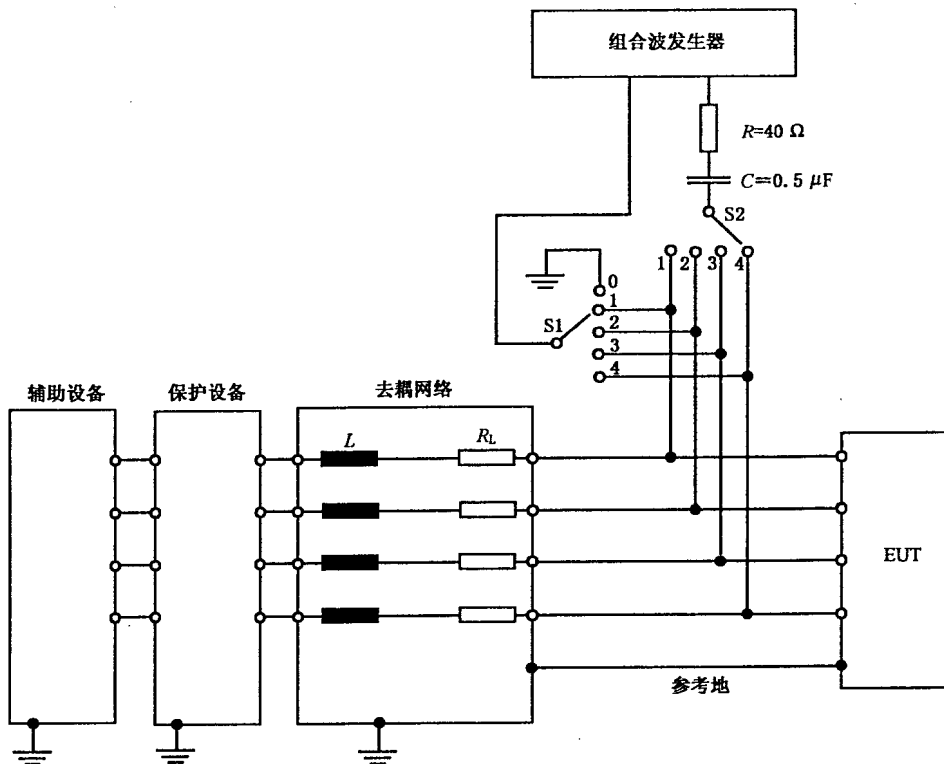 组合波发生器
R=40 Ω
C=0.5 μF
S2
1 2 3 4
0
1
S1
2
3
4
辅助设备
保护设备
去耦网络
L
RL
EUT
参考地